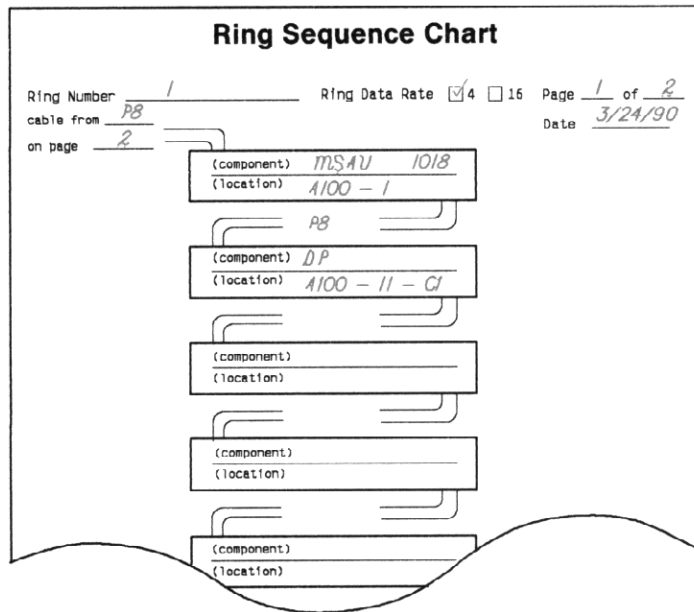 Ring Sequence Chart
Ring Number 1 Ring Data Rate ☑ 4 ☐ 16 Page 1 of 2
cable from P8 Date 3/24/90
on page 2
(component) MSAU 1018
(location) A100 - 1
P8
(component) DP
(location) A100 - 11 - C1
(component)
(location)
(component)
(location)
(component)
(location)